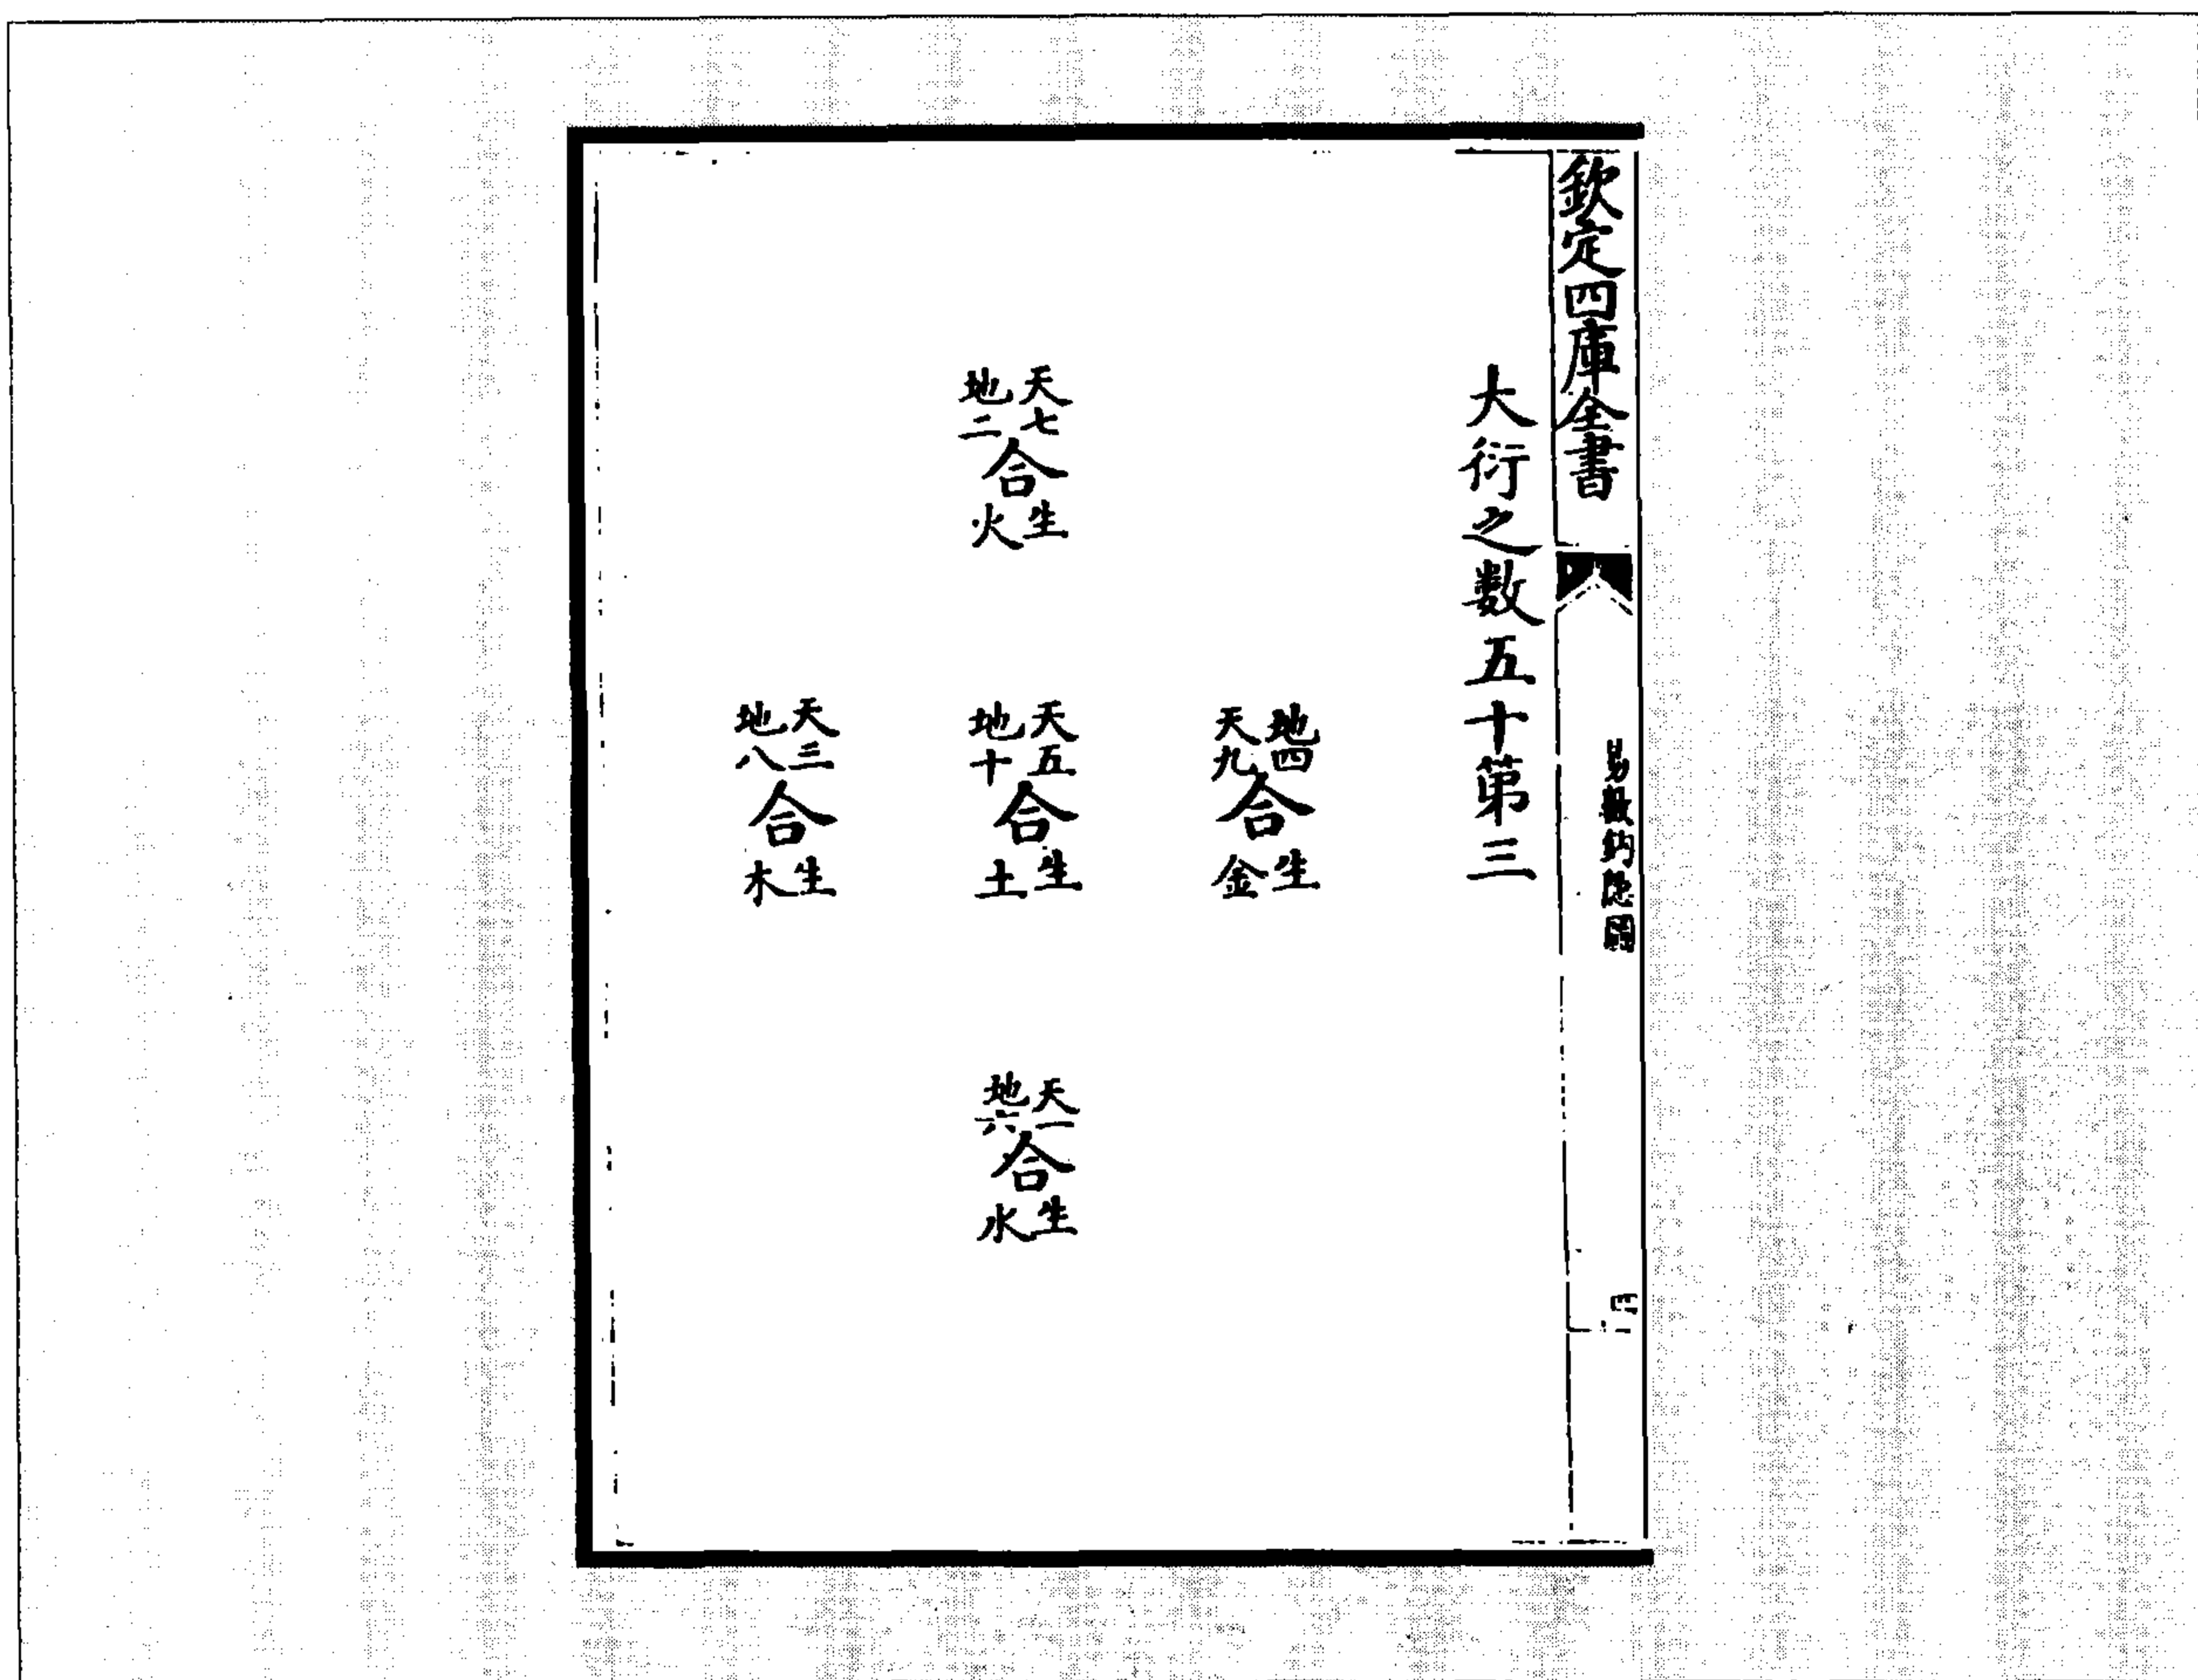 欽定四庫全書
易數鈎隱圖
四
大衍之数五十第三
地四天九合生金
天七地二合生火
天五地十合生土
天一地六合生水
天三地八合生木